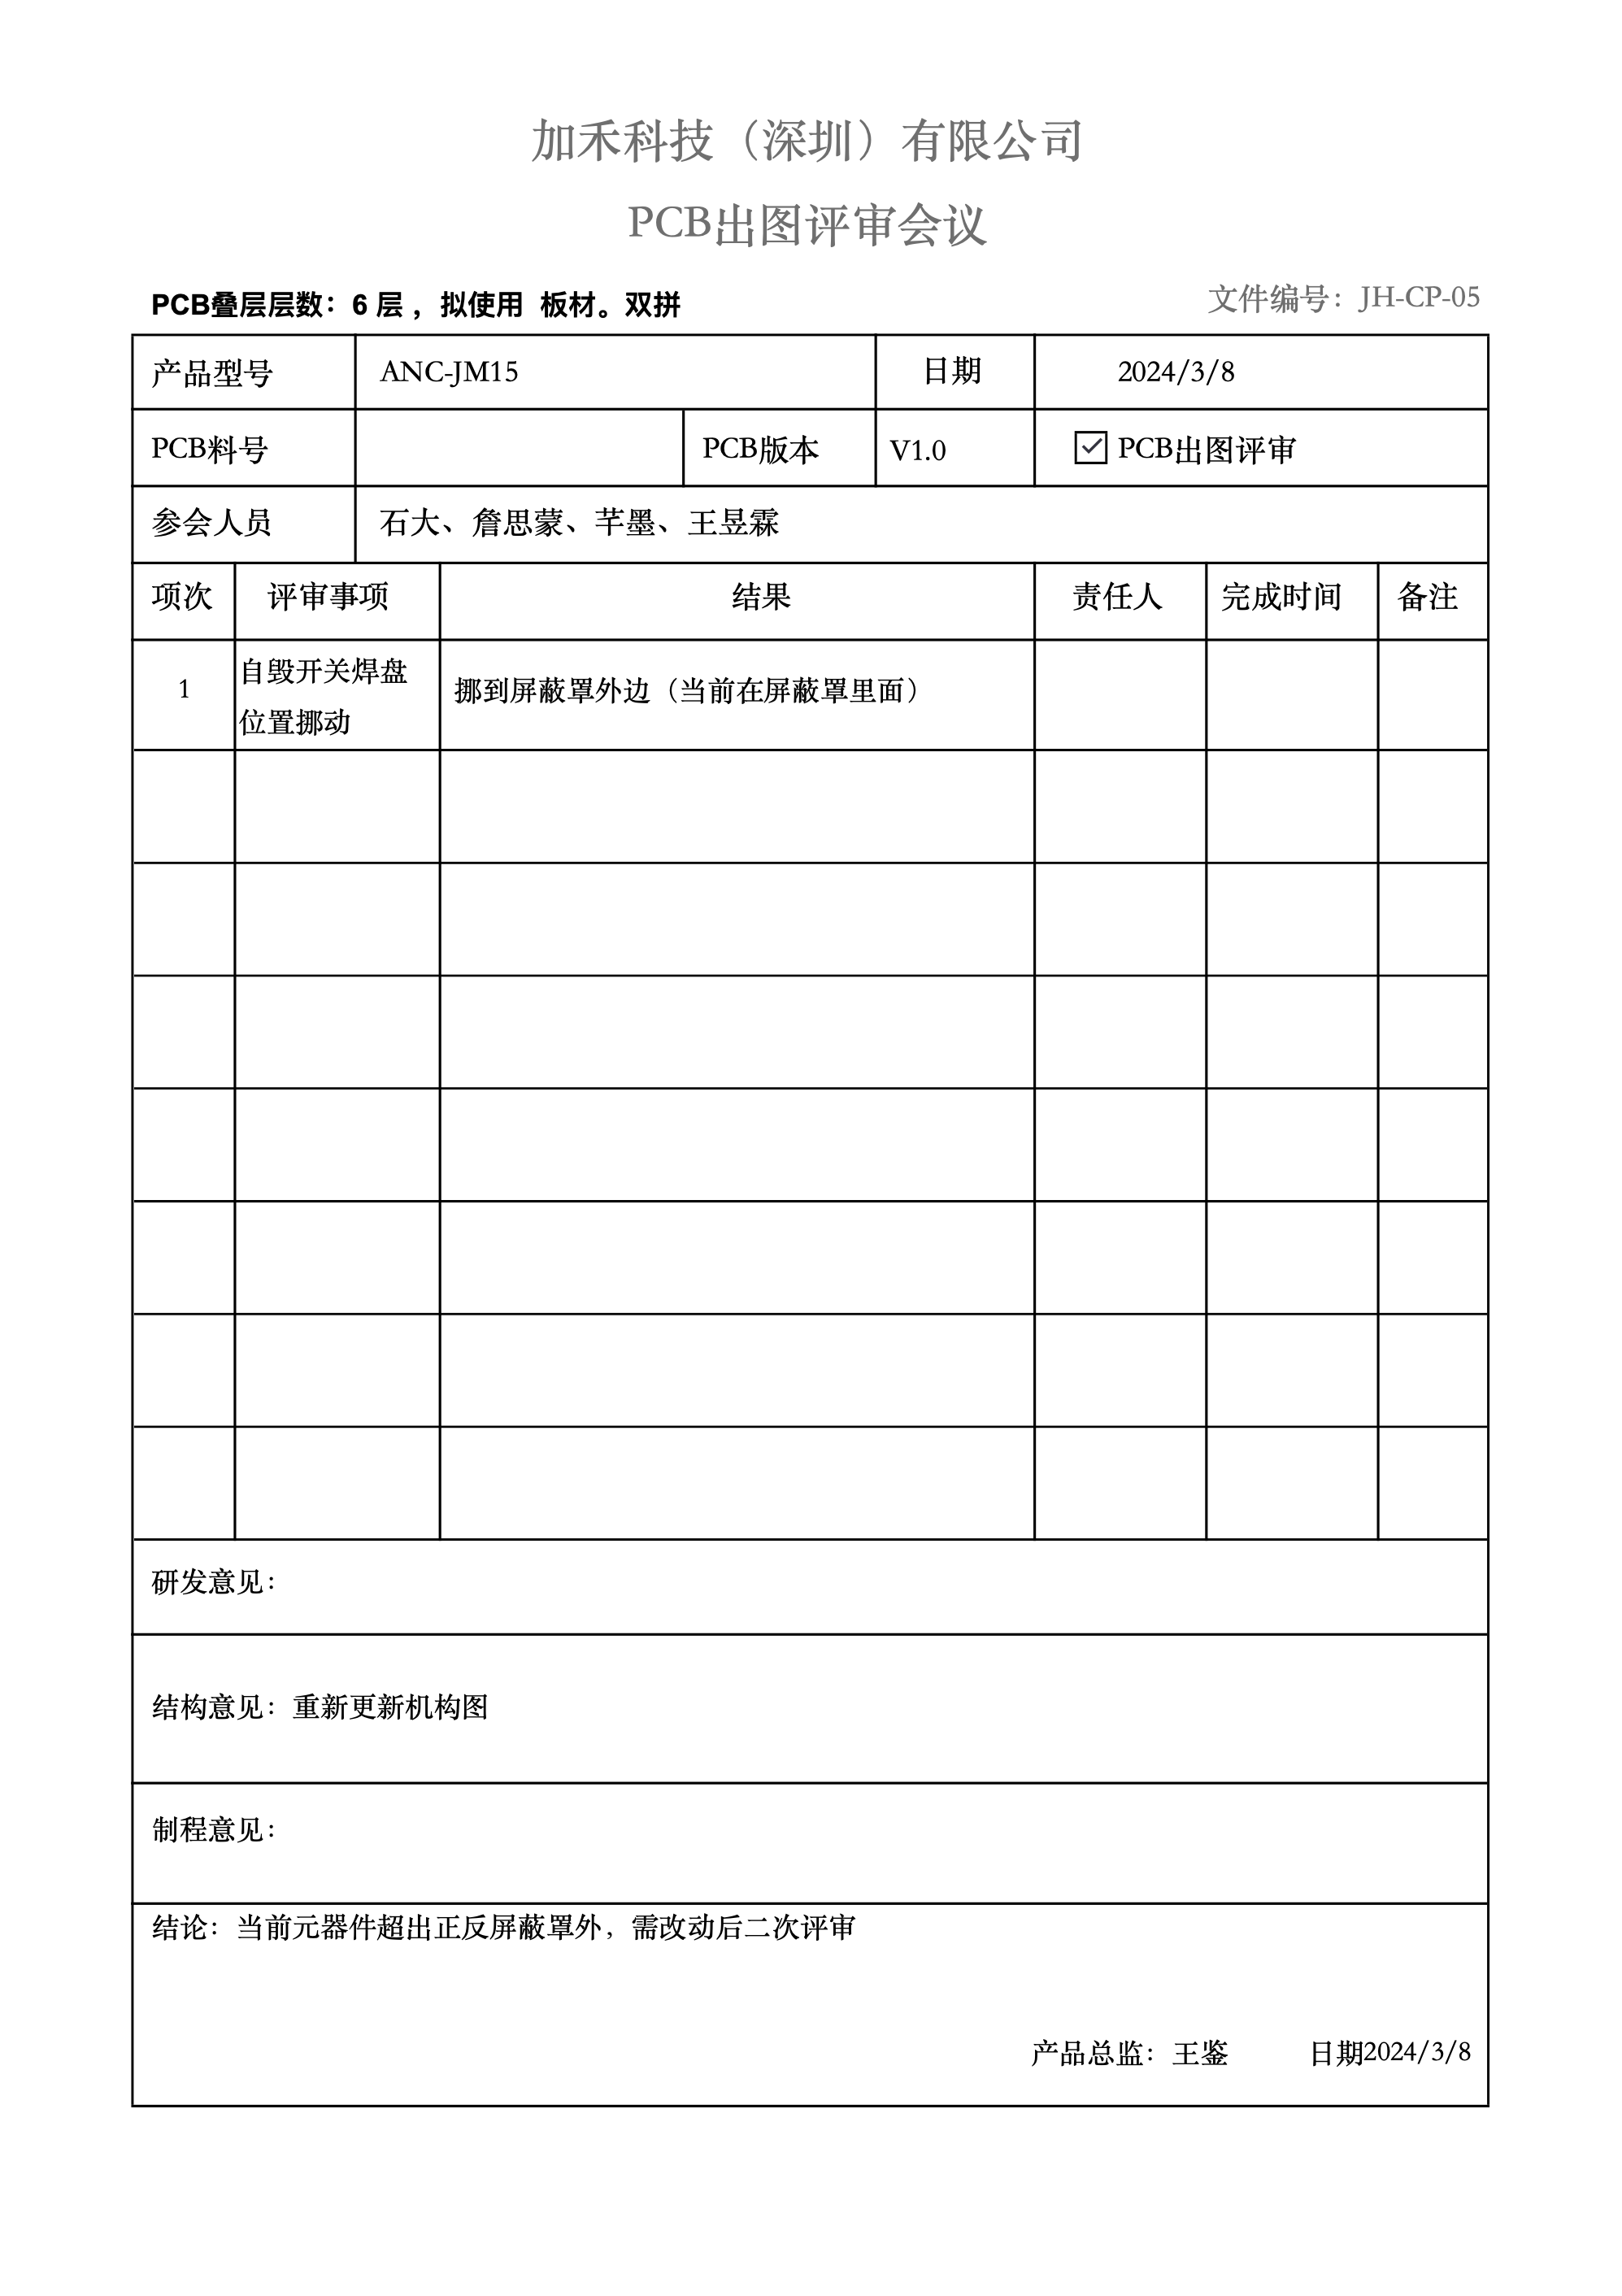 加禾科技（深圳）有限公司
PCB出图评审会议
PCB叠层层数：6 层 ，拟使用 板材。双拼
文件编号：JH-CP-05
产品型号 ANC-JM15 日期 2024/3/8
PCB料号 PCB版本 V1.0 ☑ PCB出图评审
参会人员 石大、詹思蒙、芊墨、王昱霖
项次 评审事项 结果 责任人 完成时间 备注
1 自毁开关焊盘
位置挪动
挪到屏蔽罩外边（当前在屏蔽罩里面）
研发意见：
结构意见：重新更新机构图
制程意见：
结论：当前元器件超出正反屏蔽罩外，需改动后二次评审
产品总监：王鉴 日期2024/3/8